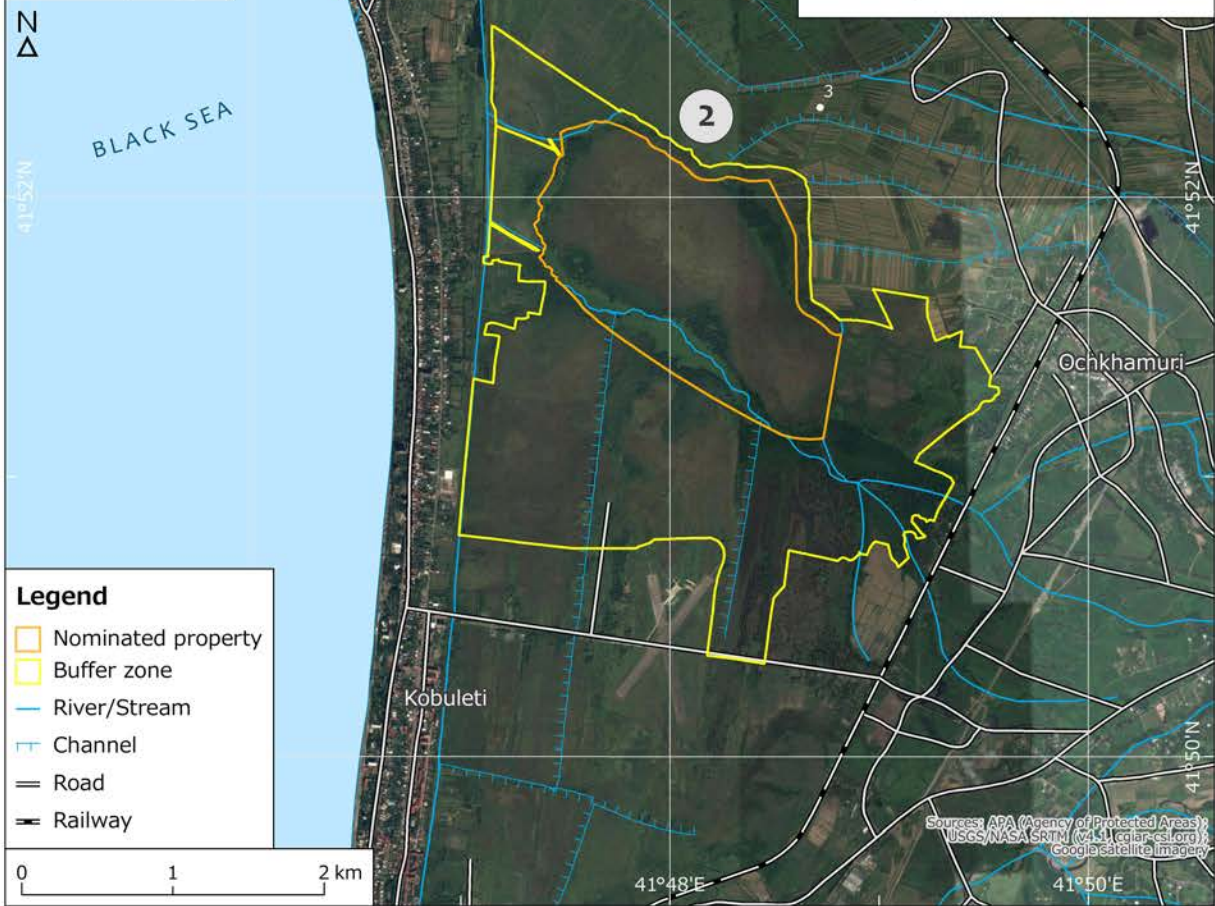 N
BLACK SEA
2
3
41°52'N
41°52'N
Ochkhamuri
Legend
Nominated property
Buffer zone
River/Stream
Channel
Road
Railway
Kobuleti
41°50'N
Sources: APA (Agency of Protected Areas);
USGS/NASA SRTM (v4.1, cgiar-csi.org);
Google satellite imagery
0 1 2 km
41°48'E
41°50'E